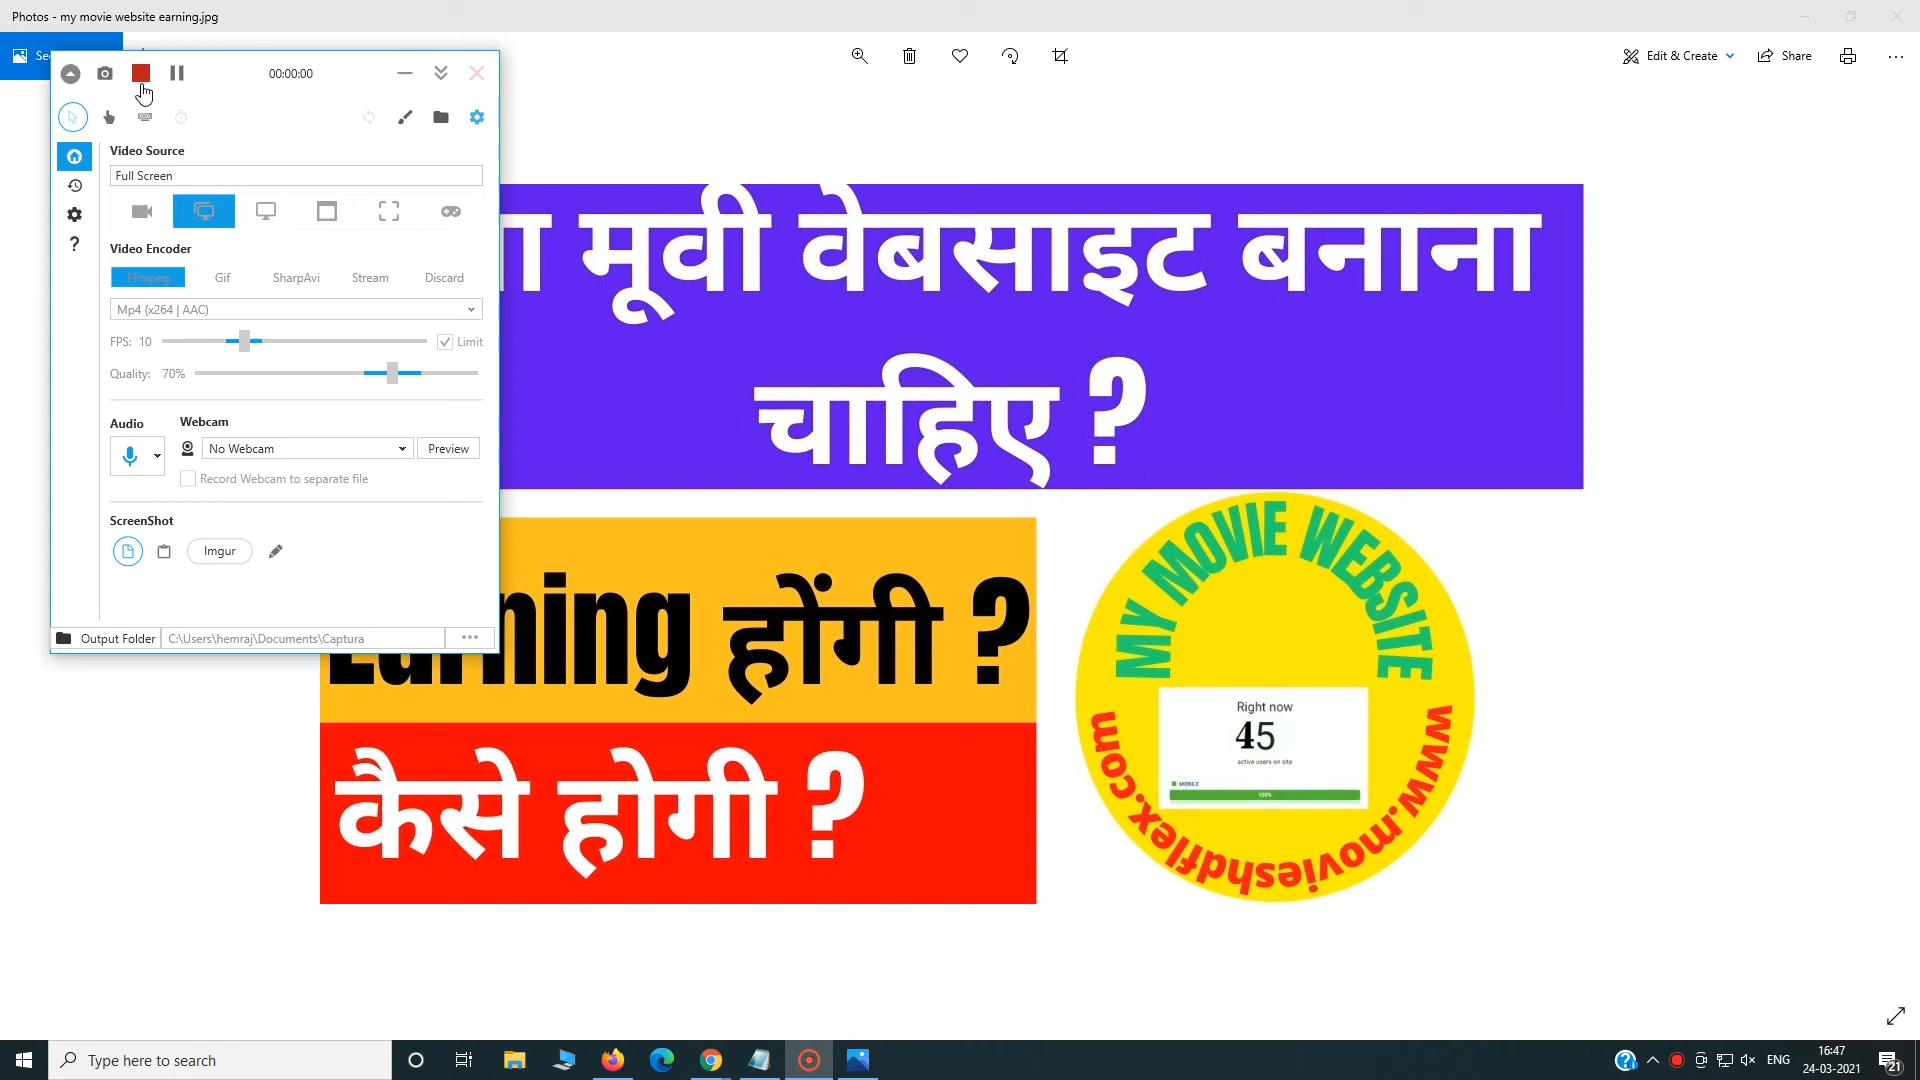 Photos - my movie website earning.jpg
Edit & Create
Share
00:00:00
Video Source
Full Screen
Video Encoder
FFmpeg Gif SharpAvi Stream Discard
Mp4 (x264 | AAC)
FPS: 10
Limit
Quality: 70%
Audio
Webcam
No Webcam
Preview
Record Webcam to separate file
ScreenShot
Imgur
Output Folder C:\Users\hemraj\Documents\Captura
मूवी वेबसाइट बनाना
चाहिए ?
Earning होंगी ?
कैसे होगी ?
MY MOVIE WEBSITE
Right now
45
active users on site
MOBILE
100%
www.movieshdflex.com
Type here to search
ENG
16:47
24-03-2021
21